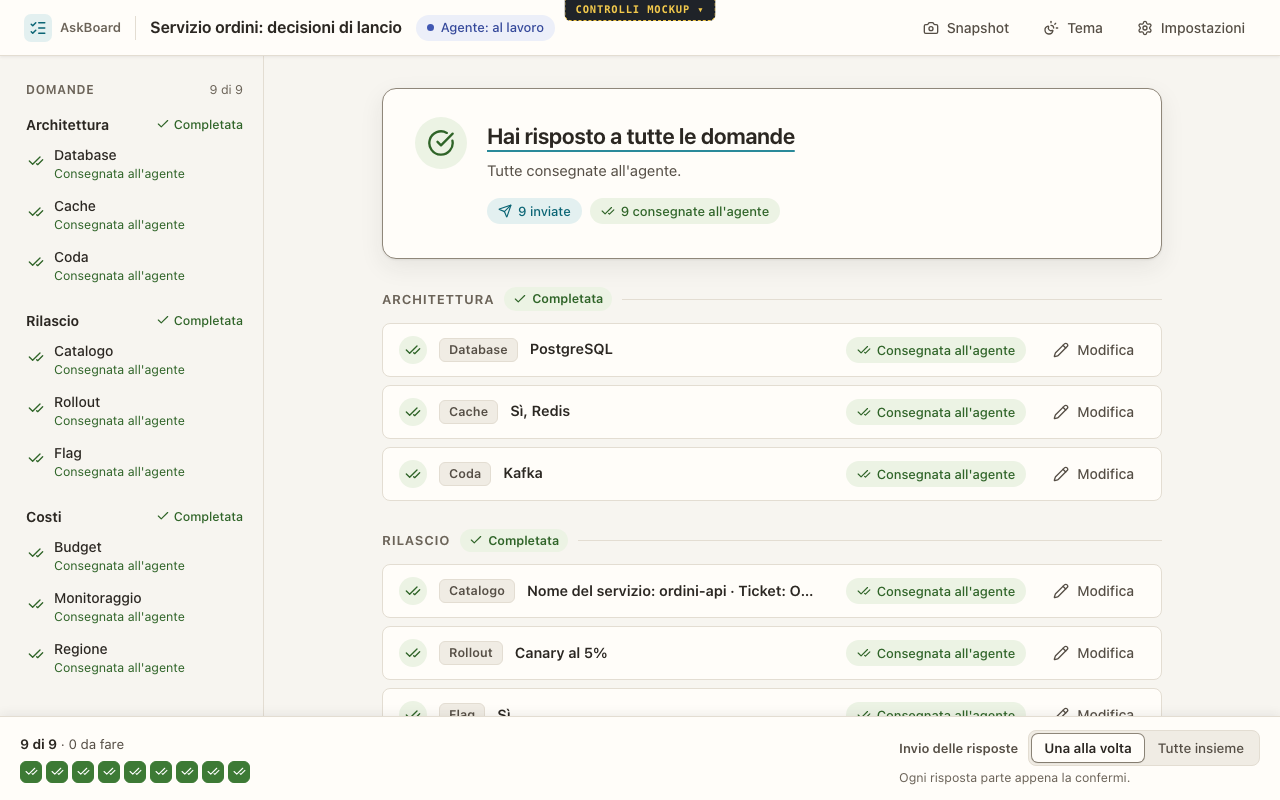 CONTROLLI MOCKUP ▾
AskBoard
Servizio ordini: decisioni di lancio
Agente: al lavoro
Snapshot
Tema
Impostazioni
DOMANDE
9 di 9
Architettura
Completata
Database
Consegnata all'agente
Cache
Consegnata all'agente
Coda
Consegnata all'agente
Rilascio
Completata
Catalogo
Consegnata all'agente
Rollout
Consegnata all'agente
Flag
Consegnata all'agente
Costi
Completata
Budget
Consegnata all'agente
Monitoraggio
Consegnata all'agente
Regione
Consegnata all'agente
Hai risposto a tutte le domande
Tutte consegnate all'agente.
9 inviate
9 consegnate all'agente
ARCHITETTURA
Completata
Database
PostgreSQL
Consegnata all'agente
Modifica
Cache
Sì, Redis
Consegnata all'agente
Modifica
Coda
Kafka
Consegnata all'agente
Modifica
RILASCIO
Completata
Catalogo
Nome del servizio: ordini-api · Ticket: O...
Consegnata all'agente
Modifica
Rollout
Canary al 5%
Consegnata all'agente
Modifica
Flag
Sì
Consegnata all'agente
Modifica
9 di 9 · 0 da fare
Invio delle risposte
Una alla volta
Tutte insieme
Ogni risposta parte appena la confermi.